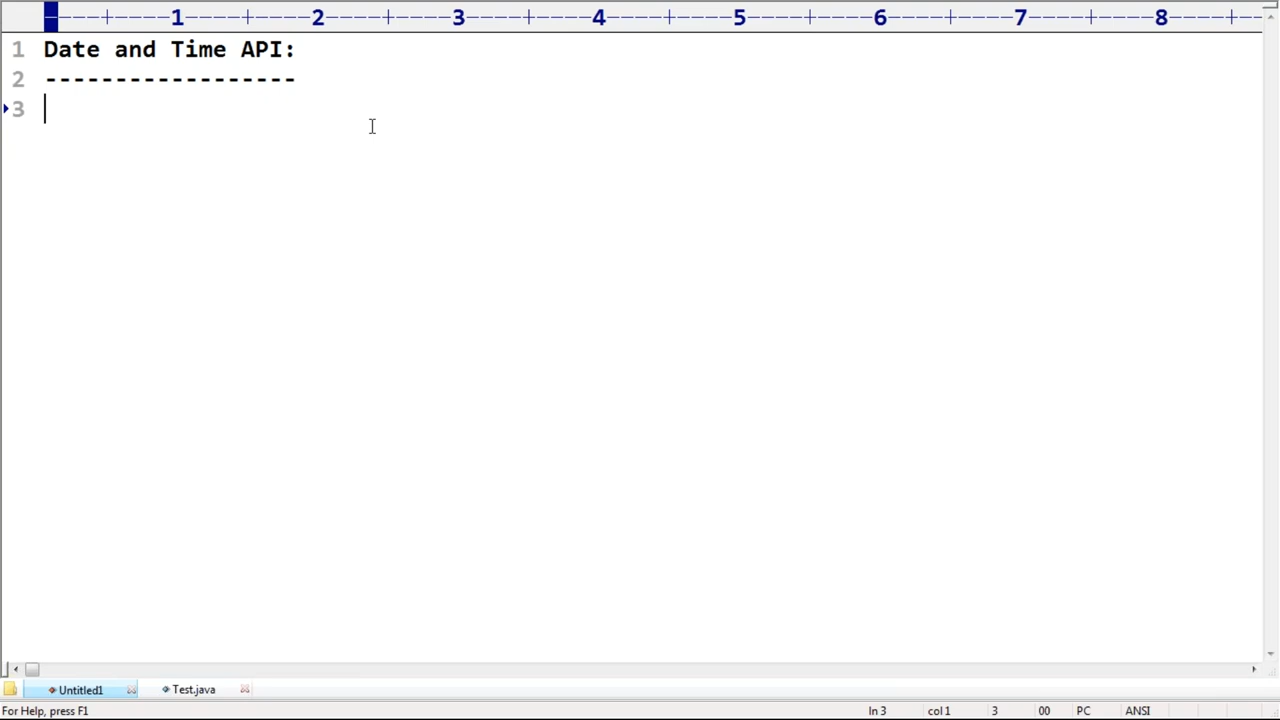 ----+----1----+----2----+----3----+----4----+----5----+----6----+----7----+----8----+--
1 Date and Time API:
2 ------------------
3
Untitled1 Test.java
For Help, press F1 ln 3 col 1 3 00 PC ANSI